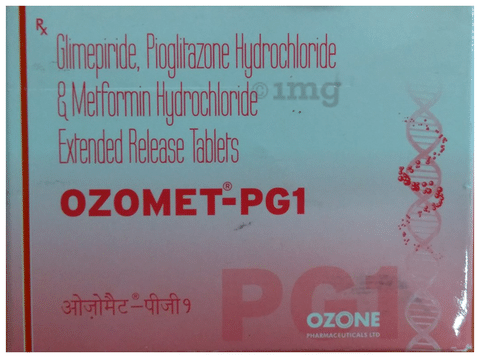 Rx
Glimepiride, Pioglitazone Hydrochloride
& Metformin Hydrochloride
1mg
Extended Release Tablets
OZOMET®-PG1
ओज़ोमैट®-पीजी १
PG1
OZONE
PHARMACEUTICALS LTD